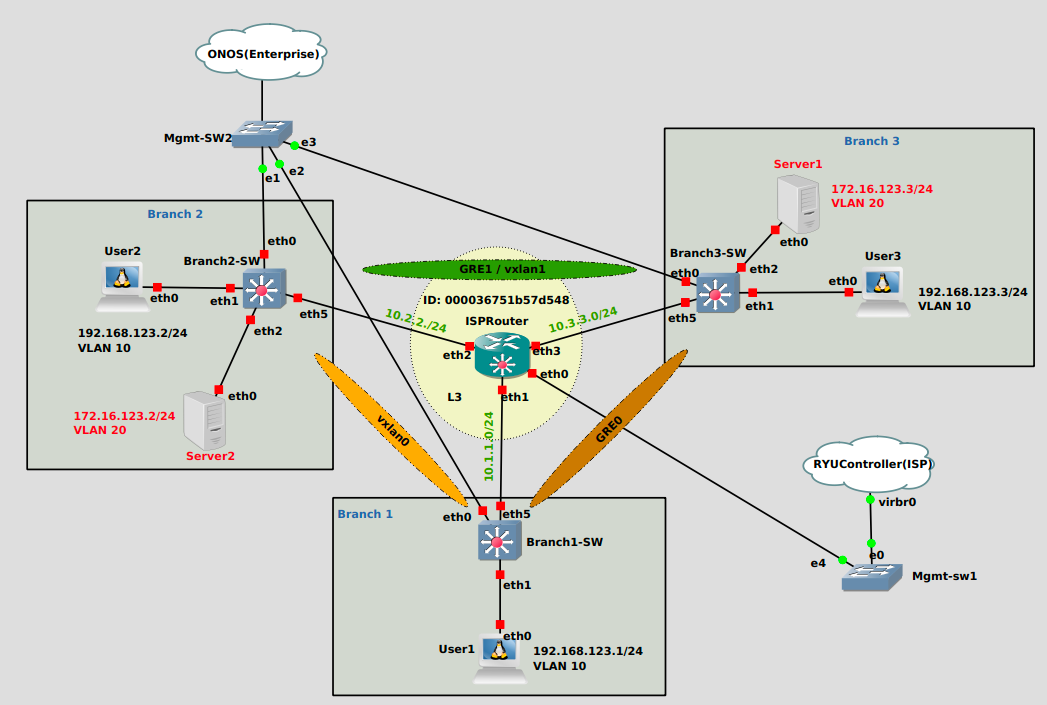 ONOS(Enterprise)
Mgmt-SW2
e3
e2
e1
Branch 2
eth0
User2
Branch2-SW
eth0
eth1
eth5
eth2
192.168.123.2/24
VLAN 10
eth0
172.16.123.2/24
VLAN 20
Server2
GRE1 / vxlan1
ID: 000036751b57d548
ISPRouter
10.2.2./24
10.3.3.0/24
eth2
eth3
eth0
L3
eth1
10.1.1.0/24
vxlan0
GRE0
Branch 3
Server1
172.16.123.3/24
VLAN 20
eth0
Branch3-SW
eth0
eth2
User3
eth0
eth1
eth5
192.168.123.3/24
VLAN 10
Branch 1
eth0
eth5
Branch1-SW
eth1
eth0
User1
192.168.123.1/24
VLAN 10
RYUController(ISP)
virbr0
e0
e4
Mgmt-sw1